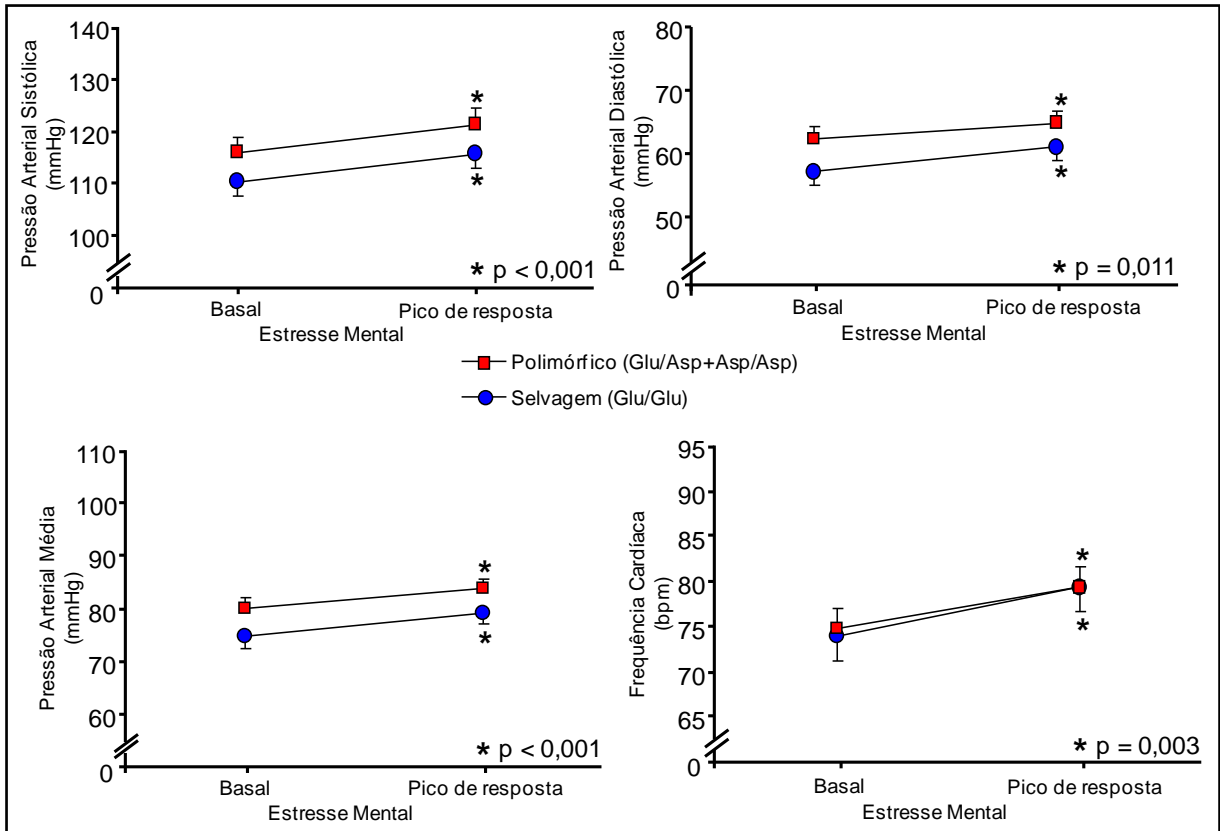 Pressão Arterial Sistólica
(mmHg)
140
130
120
110
100
0
*
*
* p < 0,001
Basal
Pico de resposta
Estresse Mental
Pressão Arterial Diastólica
(mmHg)
80
70
60
50
0
*
*
* p = 0,011
Basal
Pico de resposta
Estresse Mental
Polimórfico (Glu/Asp+Asp/Asp)
Selvagem (Glu/Glu)
Pressão Arterial Média
(mmHg)
110
100
90
80
70
60
0
*
*
* p < 0,001
Basal
Pico de resposta
Estresse Mental
Frequência Cardíaca
(bpm)
95
90
85
80
75
70
65
0
*
*
* p = 0,003
Basal
Pico de resposta
Estresse Mental